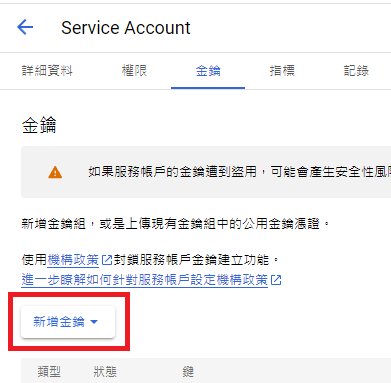 Service Account
詳細資料 權限 金鑰 指標 記錄
金鑰
如果服務帳戶的金鑰遭到盜用，可能會產生安全性風
新增金鑰組，或是上傳現有金鑰組中的公用金鑰憑證。
使用機構政策封鎖服務帳戶金鑰建立功能。
進一步瞭解如何針對服務帳戶設定機構政策
新增金鑰
類型 狀態 鍵